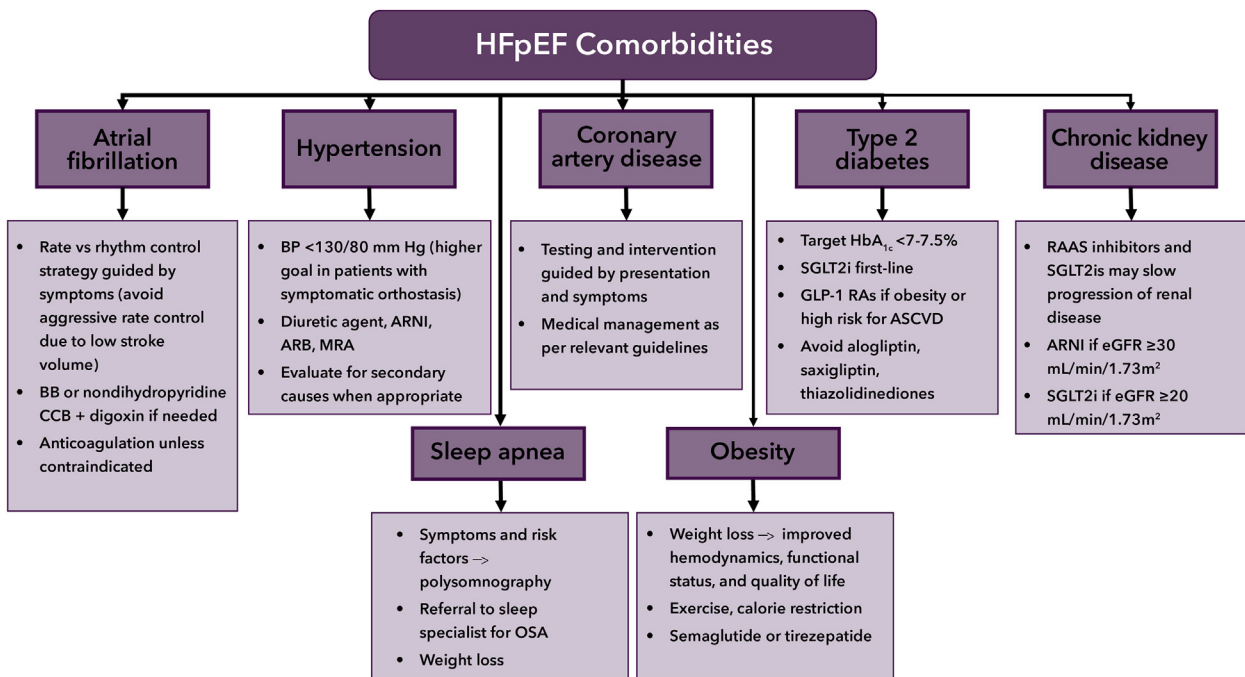 HFpEF Comorbidities
Atrial
fibrillation
• Rate vs rhythm control
strategy guided by
symptoms (avoid
aggressive rate control
due to low stroke
volume)
• BB or nondihydropyridine
CCB + digoxin if needed
• Anticoagulation unless
contraindicated
Hypertension
• BP <130/80 mm Hg (higher
goal in patients with
symptomatic orthostasis)
• Diuretic agent, ARNI,
ARB, MRA
• Evaluate for secondary
causes when appropriate
Coronary
artery disease
• Testing and intervention
guided by presentation
and symptoms
• Medical management as
per relevant guidelines
Type 2
diabetes
• Target HbA1c <7-7.5%
• SGLT2i first-line
• GLP-1 RAs if obesity or
high risk for ASCVD
• Avoid alogliptin,
saxigliptin,
thiazolidinediones
Chronic kidney
disease
• RAAS inhibitors and
SGLT2is may slow
progression of renal
disease
• ARNI if eGFR ≥30
mL/min/1.73m²
• SGLT2i if eGFR ≥20
mL/min/1.73m²
Sleep apnea
• Symptoms and risk
factors –>
polysomnography
• Referral to sleep
specialist for OSA
• Weight loss
Obesity
• Weight loss –> improved
hemodynamics, functional
status, and quality of life
• Exercise, calorie restriction
• Semaglutide or tirzepatide